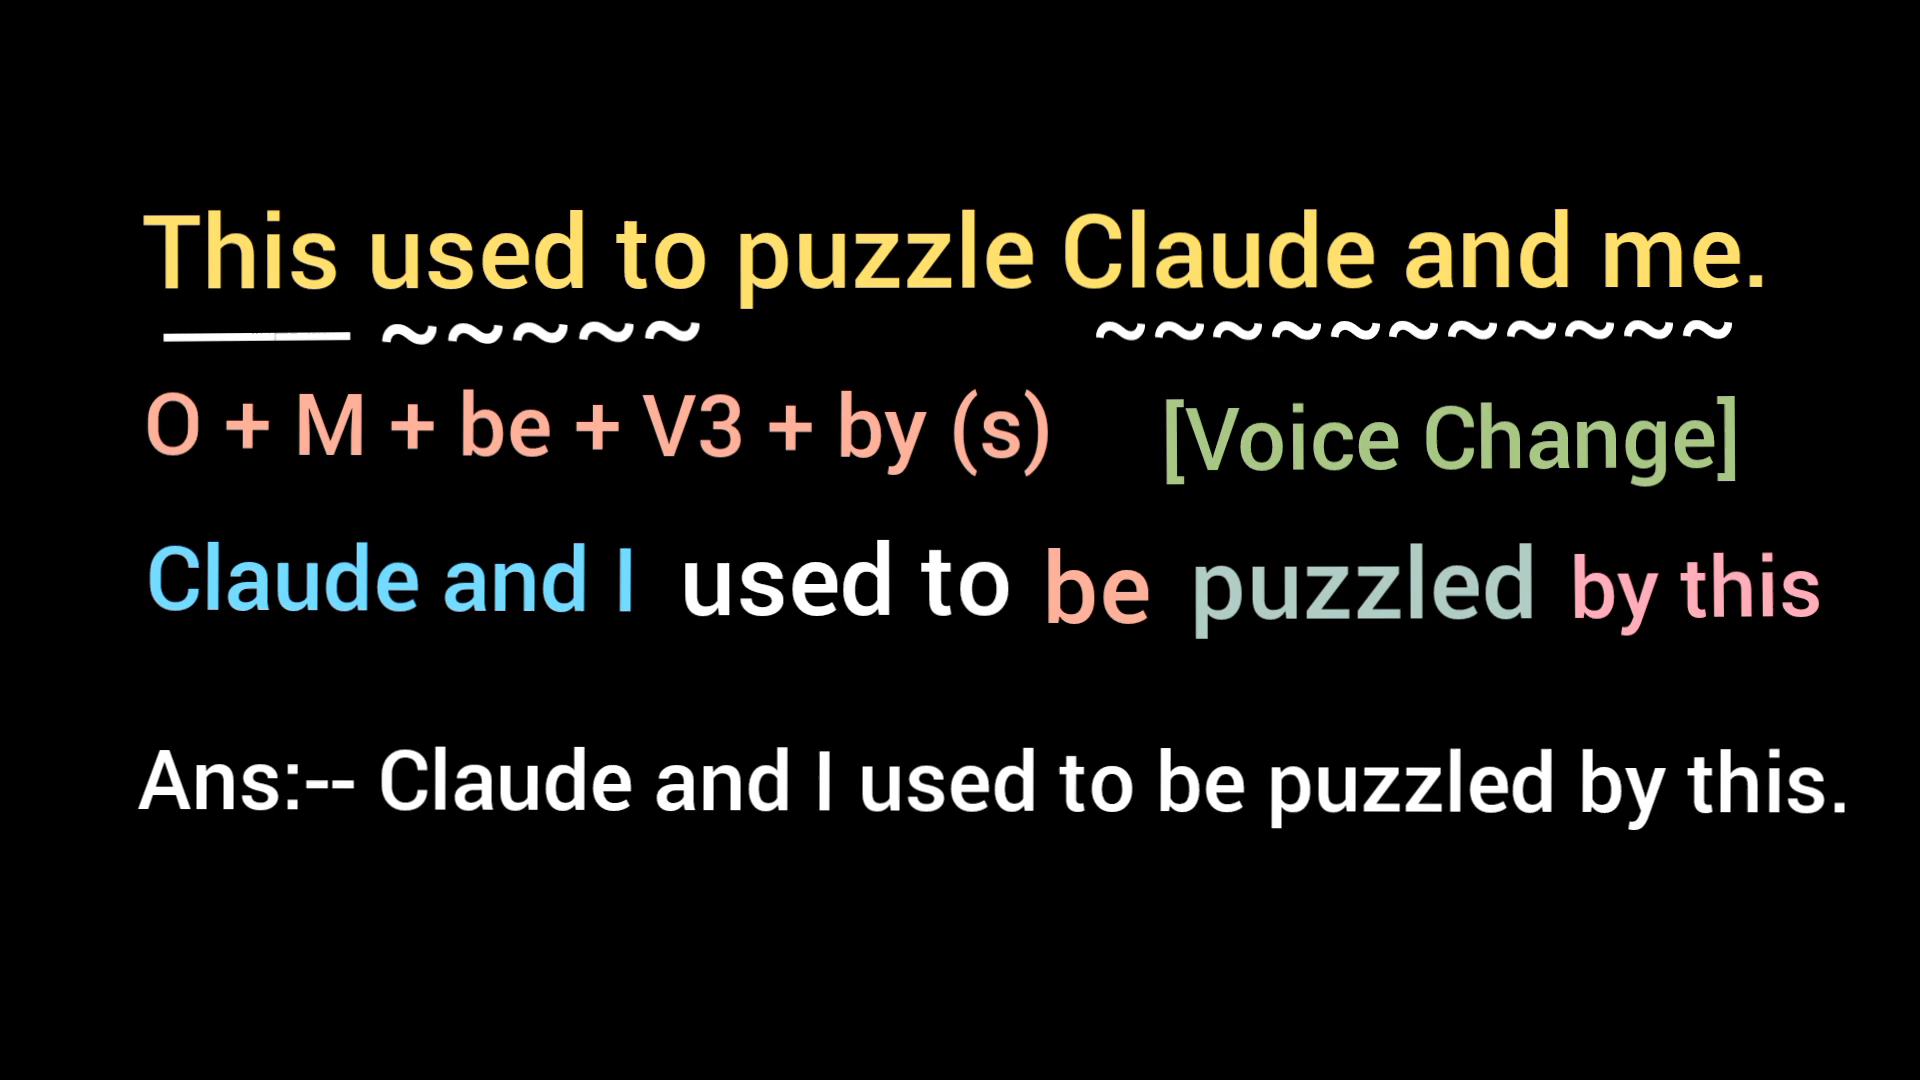 This used to puzzle Claude and me.
O + M + be + V3 + by (s) [Voice Change]
Claude and I used to be puzzled by this
Ans:-- Claude and I used to be puzzled by this.